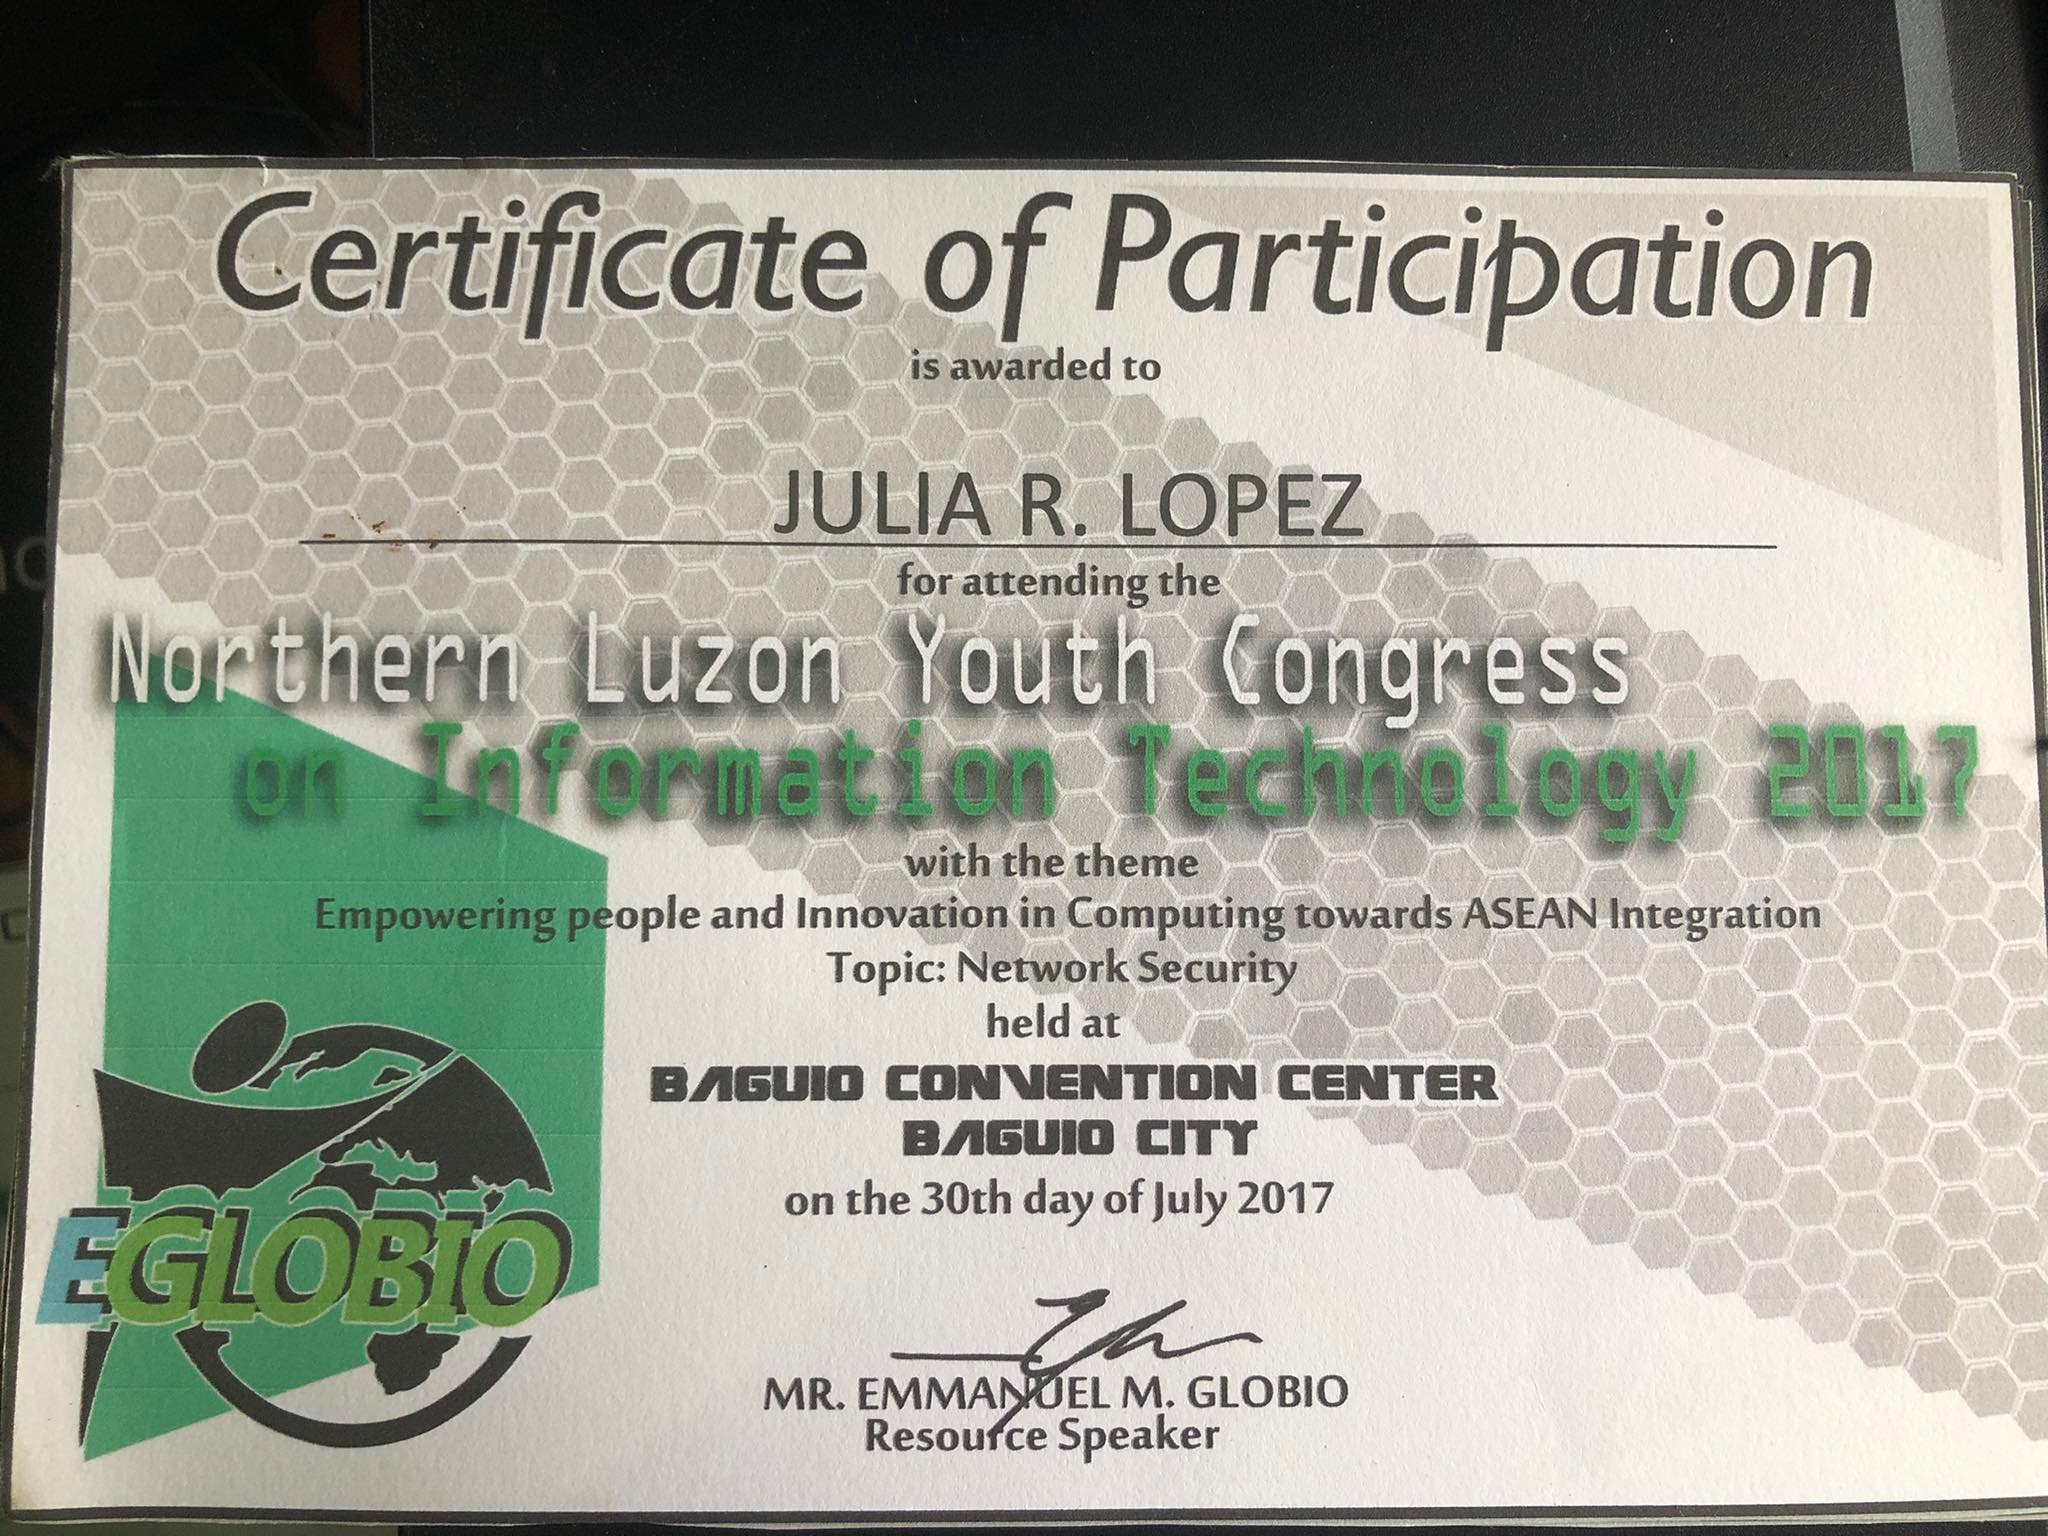 Certificate of Participation
is awarded to
JULIA R. LOPEZ
for attending the
Northern Luzon Youth Congress
on Information Technology 2017
with the theme
Empowering people and Innovation in Computing towards ASEAN Integration
Topic: Network Security
held at
BAGUIO CONVENTION CENTER
BAGUIO CITY
on the 30th day of July 2017
EGLOBIO
MR. EMMANUEL M. GLOBIO
Resource Speaker